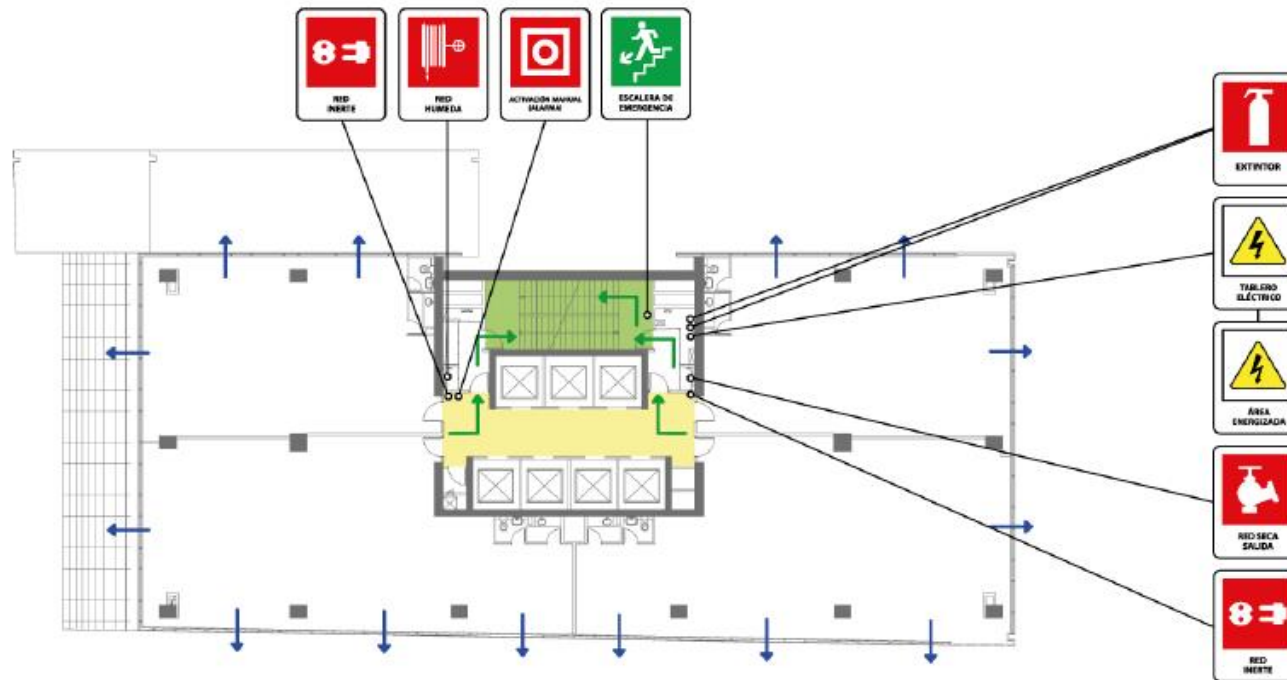 RED
INERTE
RED
HUMEDA
ACTIVACIÓN MANUAL
(ALARMA)
ESCALERA DE
EMERGENCIA
EXTINTOR
TABLERO
ELÉCTRICO
ÁREA
ENERGIZADA
RED SECA
SALIDA
RED
INERTE